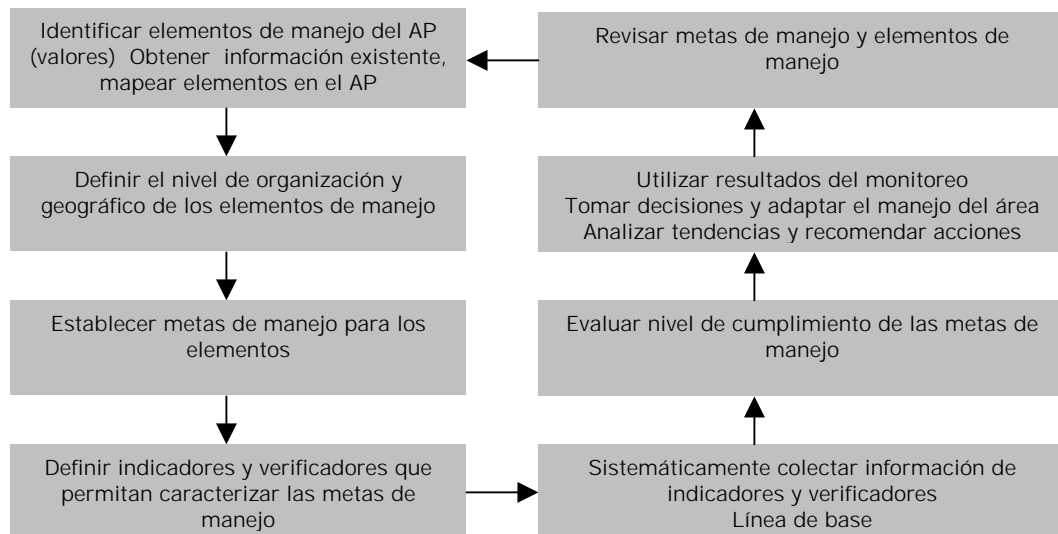 Identificar elementos de manejo del AP
(valores) Obtener información existente,
mapear elementos en el AP
Definir el nivel de organización y
geográfico de los elementos de manejo
Establecer metas de manejo para los
elementos
Definir indicadores y verificadores que
permitan caracterizar las metas de
manejo
Sistemáticamente colectar información de
indicadores y verificadores
Línea de base
Evaluar nivel de cumplimiento de las metas de
manejo
Utilizar resultados del monitoreo
Tomar decisiones y adaptar el manejo del área
Analizar tendencias y recomendar acciones
Revisar metas de manejo y elementos de
manejo